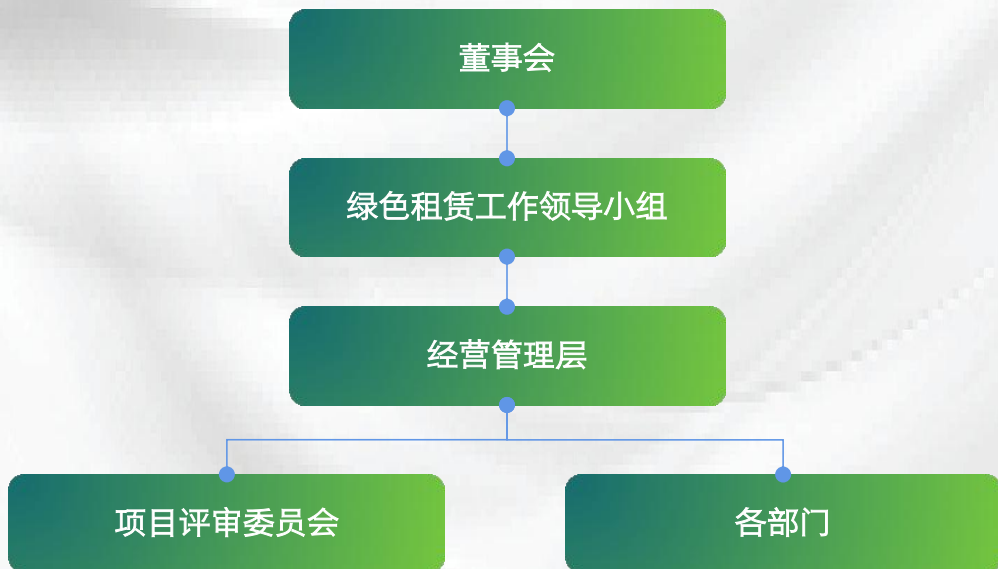 董事会
绿色租赁工作领导小组
经营管理层
项目评审委员会
各部门